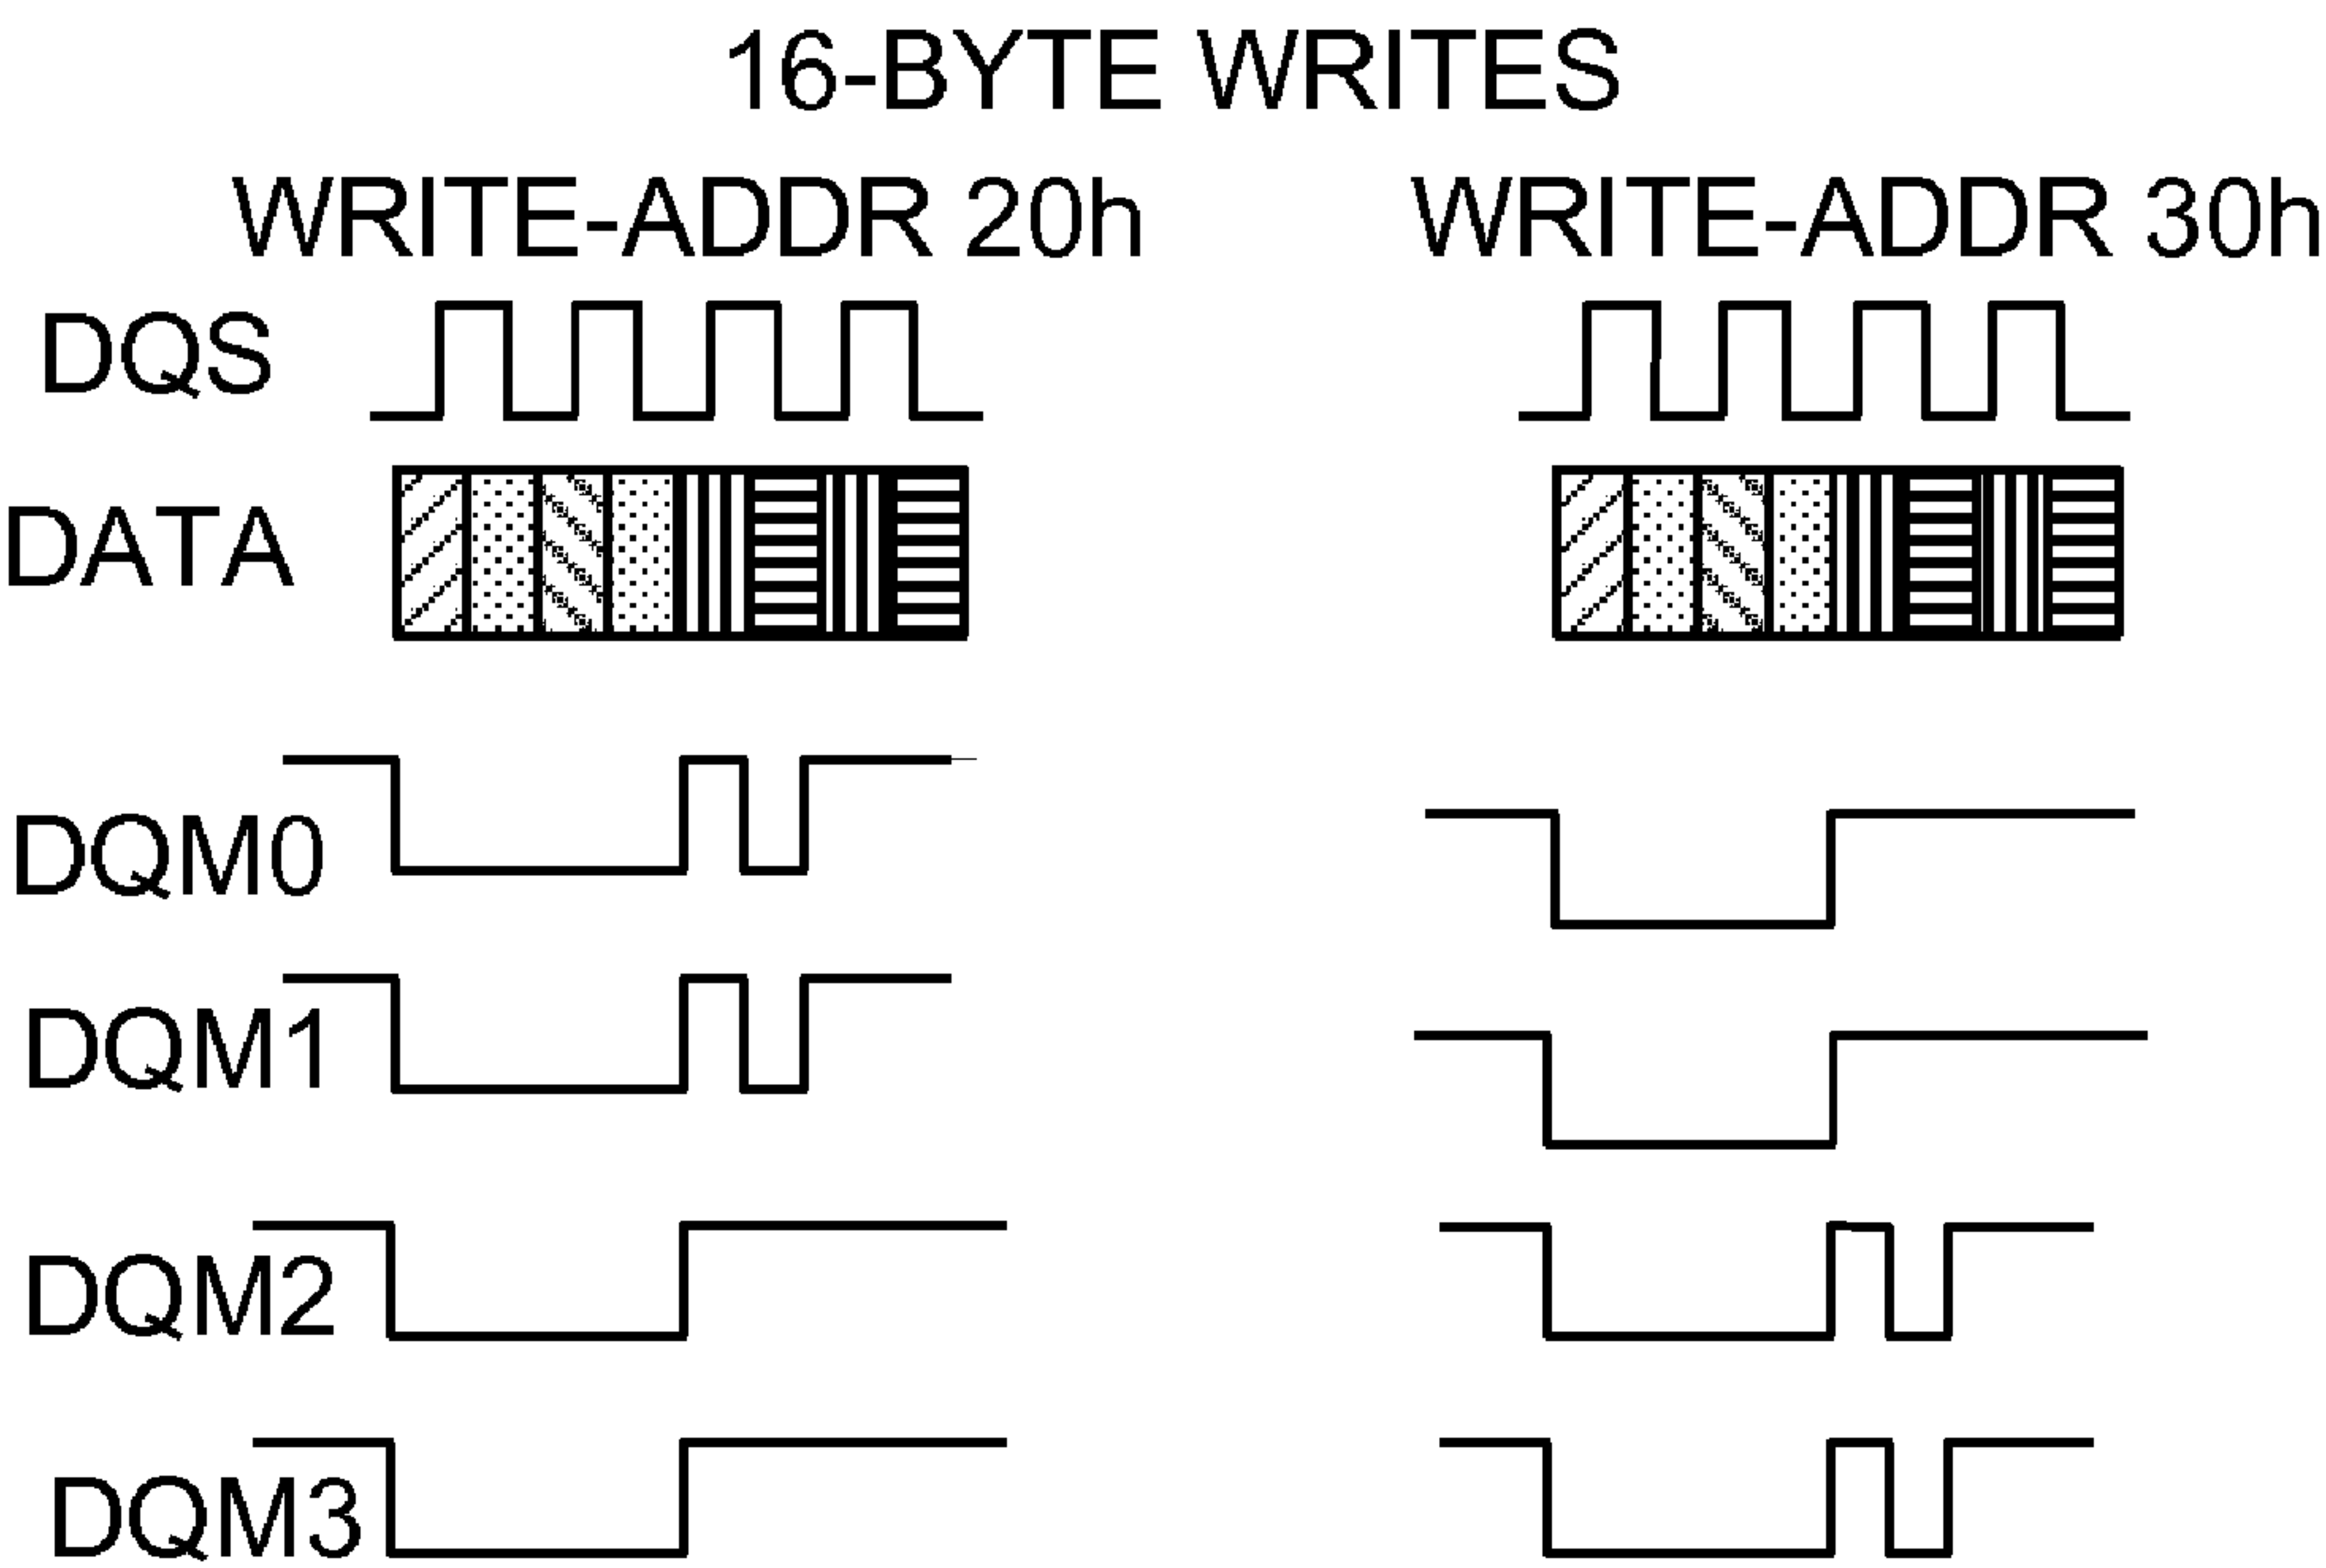 16-BYTE WRITES
WRITE-ADDR 20h WRITE-ADDR 30h
DQS
DATA
DQM0
DQM1
DQM2
DQM3